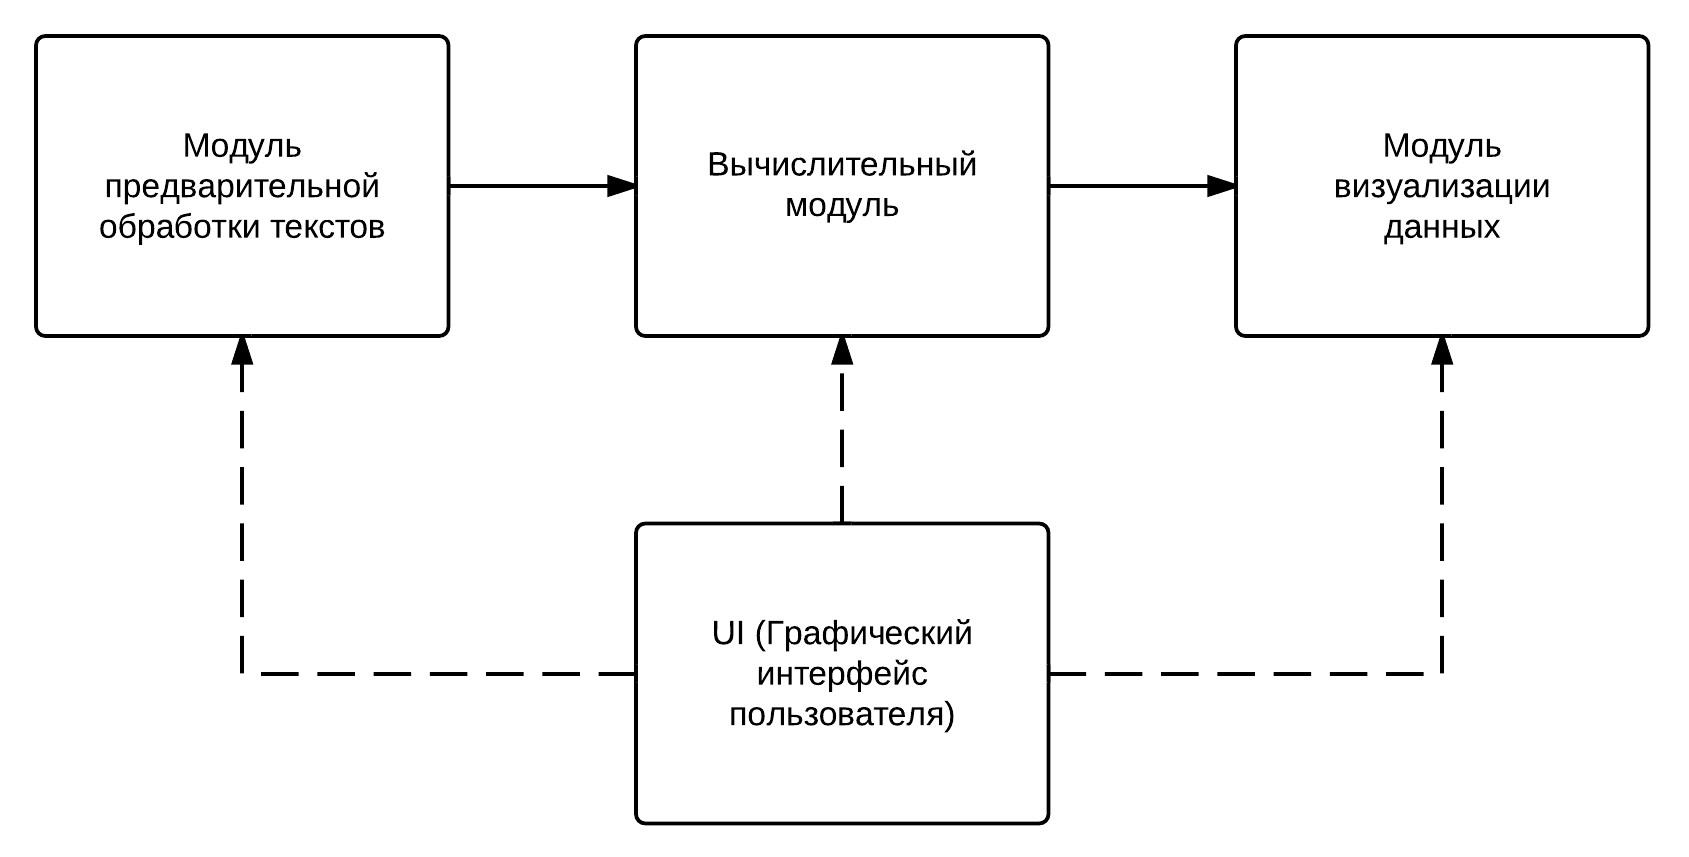 Модуль
предварительной
обработки текстов
Вычислительный
модуль
Модуль
визуализации
данных
UI (Графический
интерфейс
пользователя)